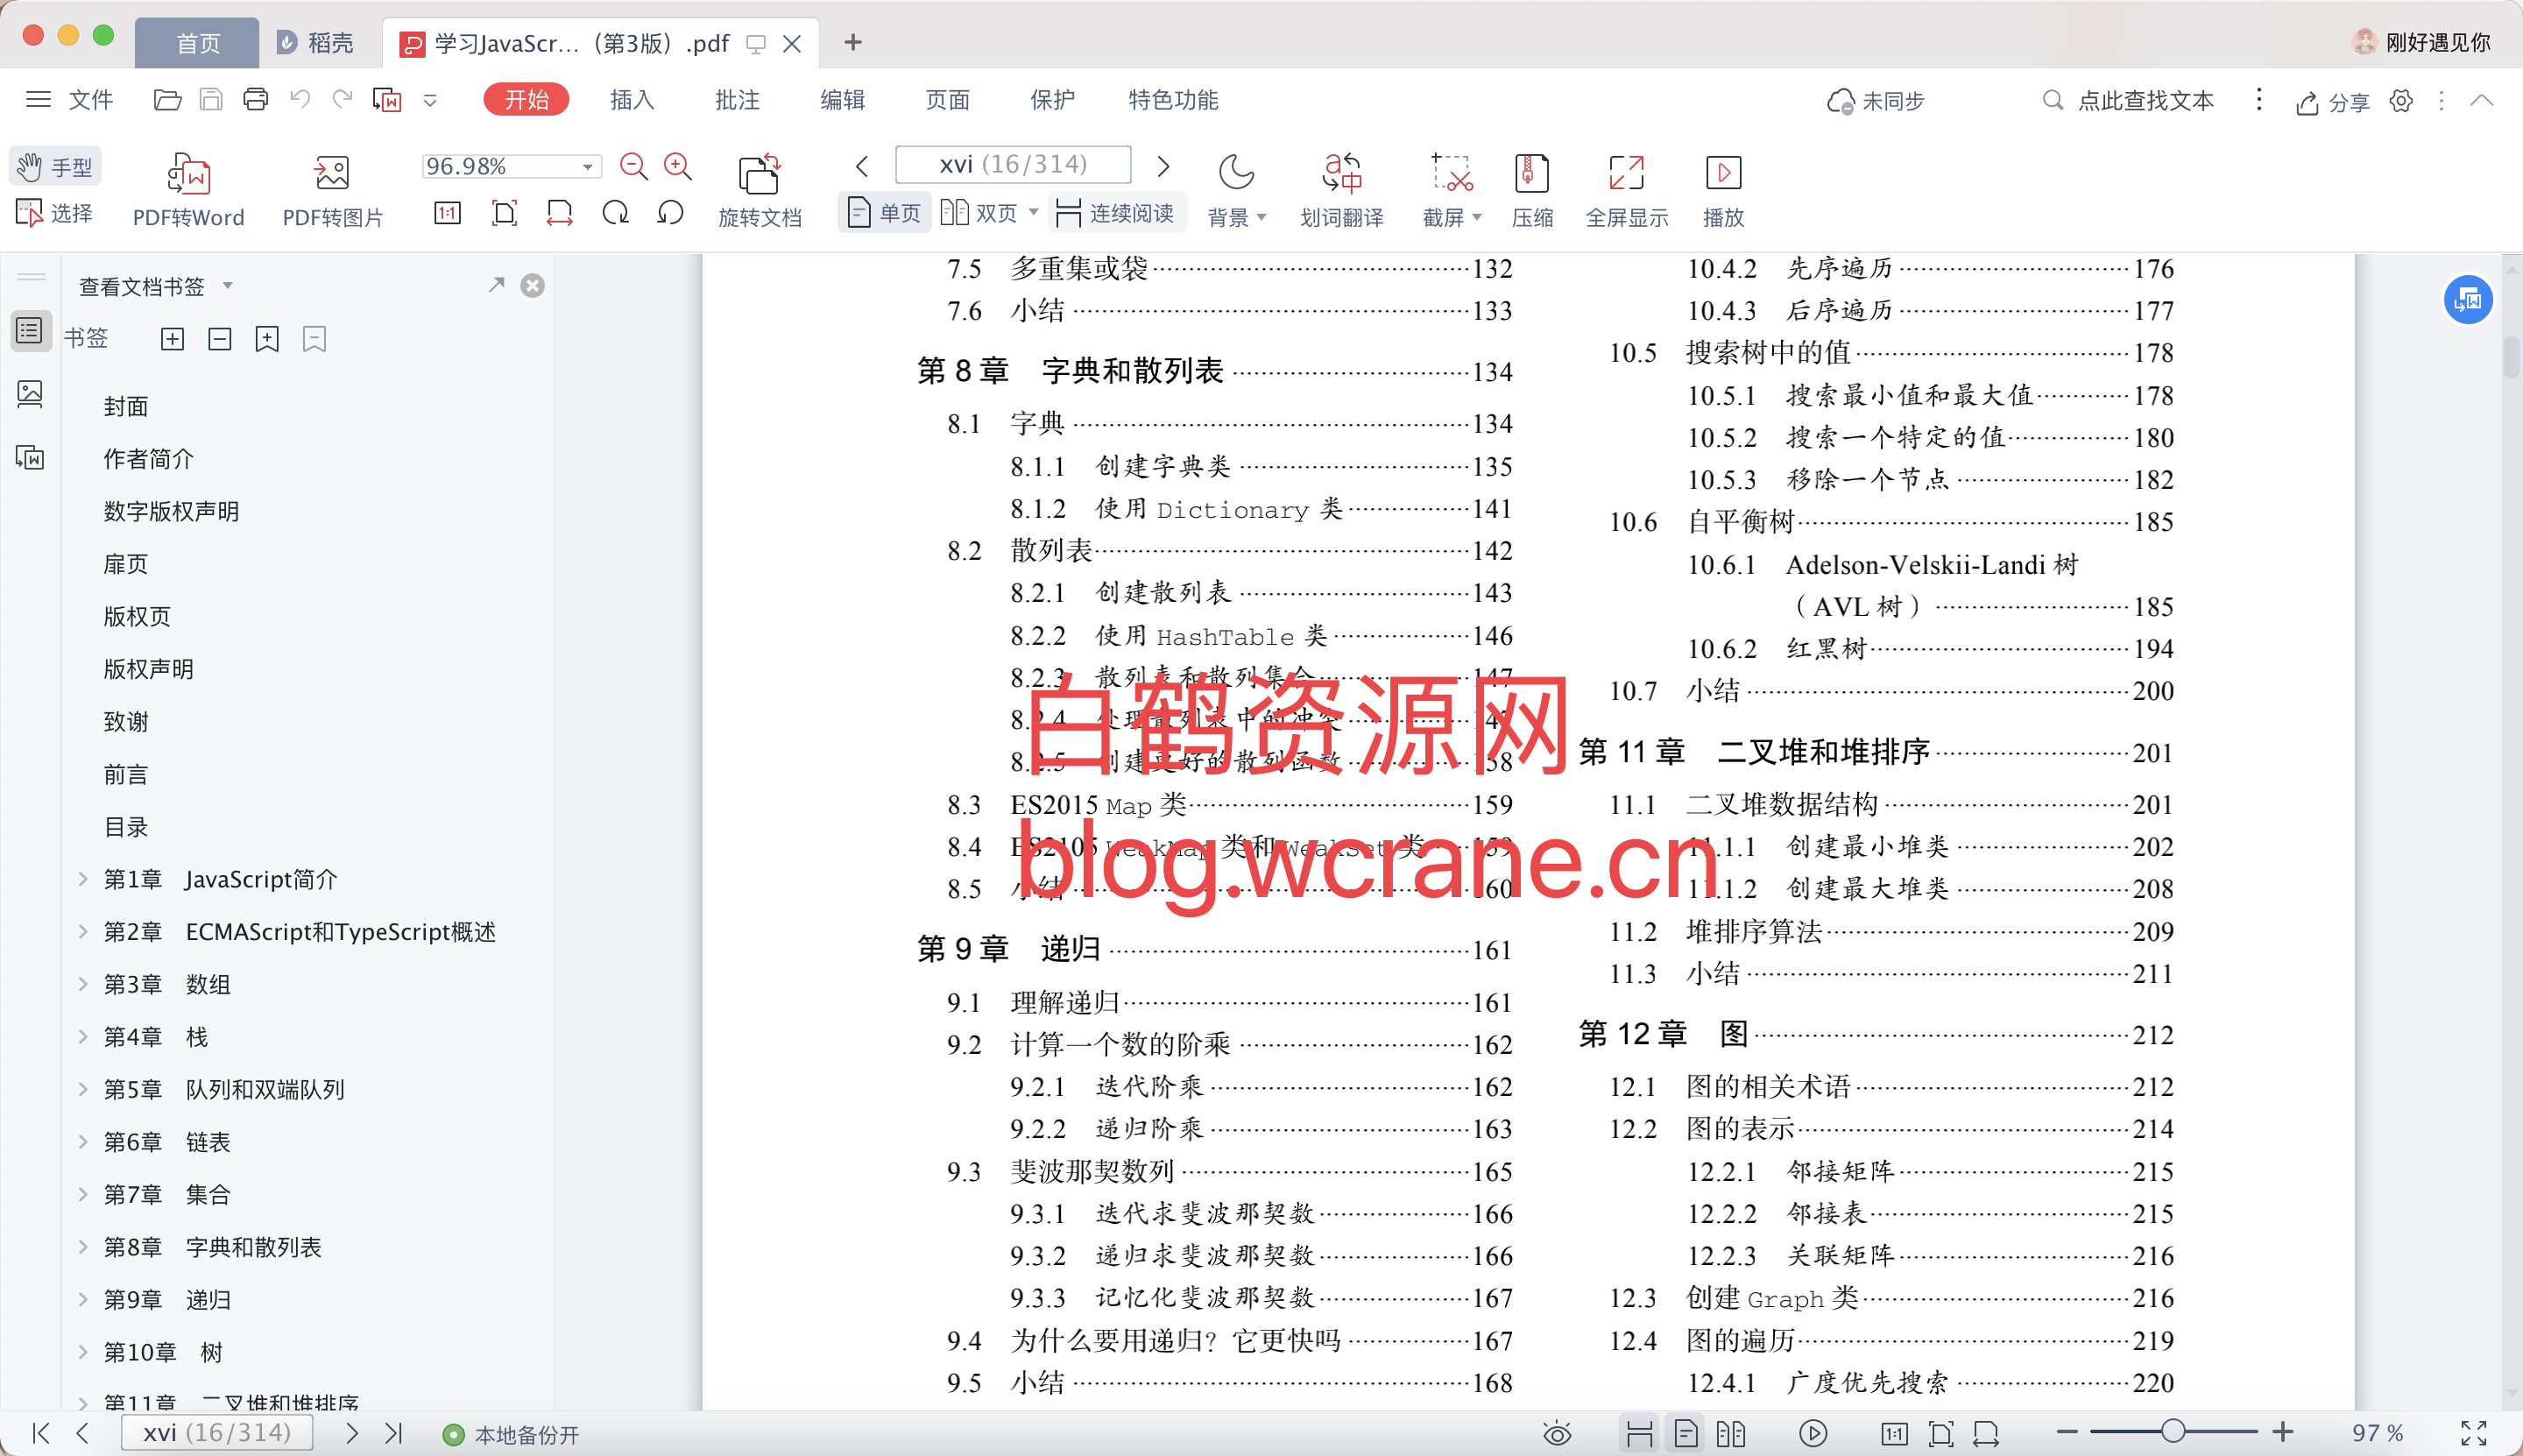 首页
稻壳
学习JavaScr...（第3版）.pdf
刚好遇见你
文件
开始
插入
批注
编辑
页面
保护
特色功能
未同步
点此查找文本
分享
手型
选择
PDF转Word
PDF转图片
96.98%
1:1
旋转文档
xvi (16/314)
单页
双页
连续阅读
背景
划词翻译
截屏
压缩
全屏显示
播放
查看文档书签
书签
封面
作者简介
数字版权声明
扉页
版权页
版权声明
致谢
前言
目录
第1章 JavaScript简介
第2章 ECMAScript和TypeScript概述
第3章 数组
第4章 栈
第5章 队列和双端队列
第6章 链表
第7章 集合
第8章 字典和散列表
第9章 递归
第10章 树
第11章 二叉堆和堆排序
7.5 多重集或袋 132
7.6 小结 133
第 8 章 字典和散列表 134
8.1 字典 134
8.1.1 创建字典类 135
8.1.2 使用 Dictionary 类 141
8.2 散列表 142
8.2.1 创建散列表 143
8.2.2 使用 HashTable 类 146
8.2.3 散列表和散列集合 147
8.2.4 处理散列表中的冲突 147
8.2.5 创建更好的散列函数 158
8.3 ES2015 Map 类 159
8.4 ES2105 WeakMap 类和 WeakSet 类 159
8.5 小结 160
第 9 章 递归 161
9.1 理解递归 161
9.2 计算一个数的阶乘 162
9.2.1 迭代阶乘 162
9.2.2 递归阶乘 163
9.3 斐波那契数列 165
9.3.1 迭代求斐波那契数 166
9.3.2 递归求斐波那契数 166
9.3.3 记忆化斐波那契数 167
9.4 为什么要用递归？它更快吗 167
9.5 小结 168
10.4.2 先序遍历 176
10.4.3 后序遍历 177
10.5 搜索树中的值 178
10.5.1 搜索最小值和最大值 178
10.5.2 搜索一个特定的值 180
10.5.3 移除一个节点 182
10.6 自平衡树 185
10.6.1 Adelson-Velskii-Landi 树
（AVL 树） 185
10.6.2 红黑树 194
10.7 小结 200
第 11 章 二叉堆和堆排序 201
11.1 二叉堆数据结构 201
11.1.1 创建最小堆类 202
11.1.2 创建最大堆类 208
11.2 堆排序算法 209
11.3 小结 211
第 12 章 图 212
12.1 图的相关术语 212
12.2 图的表示 214
12.2.1 邻接矩阵 215
12.2.2 邻接表 215
12.2.3 关联矩阵 216
12.3 创建 Graph 类 216
12.4 图的遍历 219
12.4.1 广度优先搜索 220
白鹤资源网
blog.wcrane.cn
xvi (16/314)
本地备份开
1:1
97 %